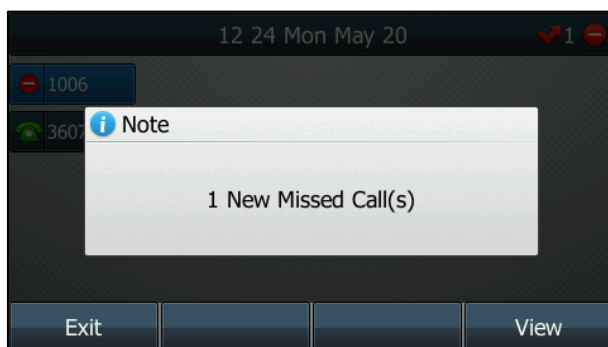 12 24 Mon May 20
1
1006
3607
Note
1 New Missed Call(s)
Exit
View